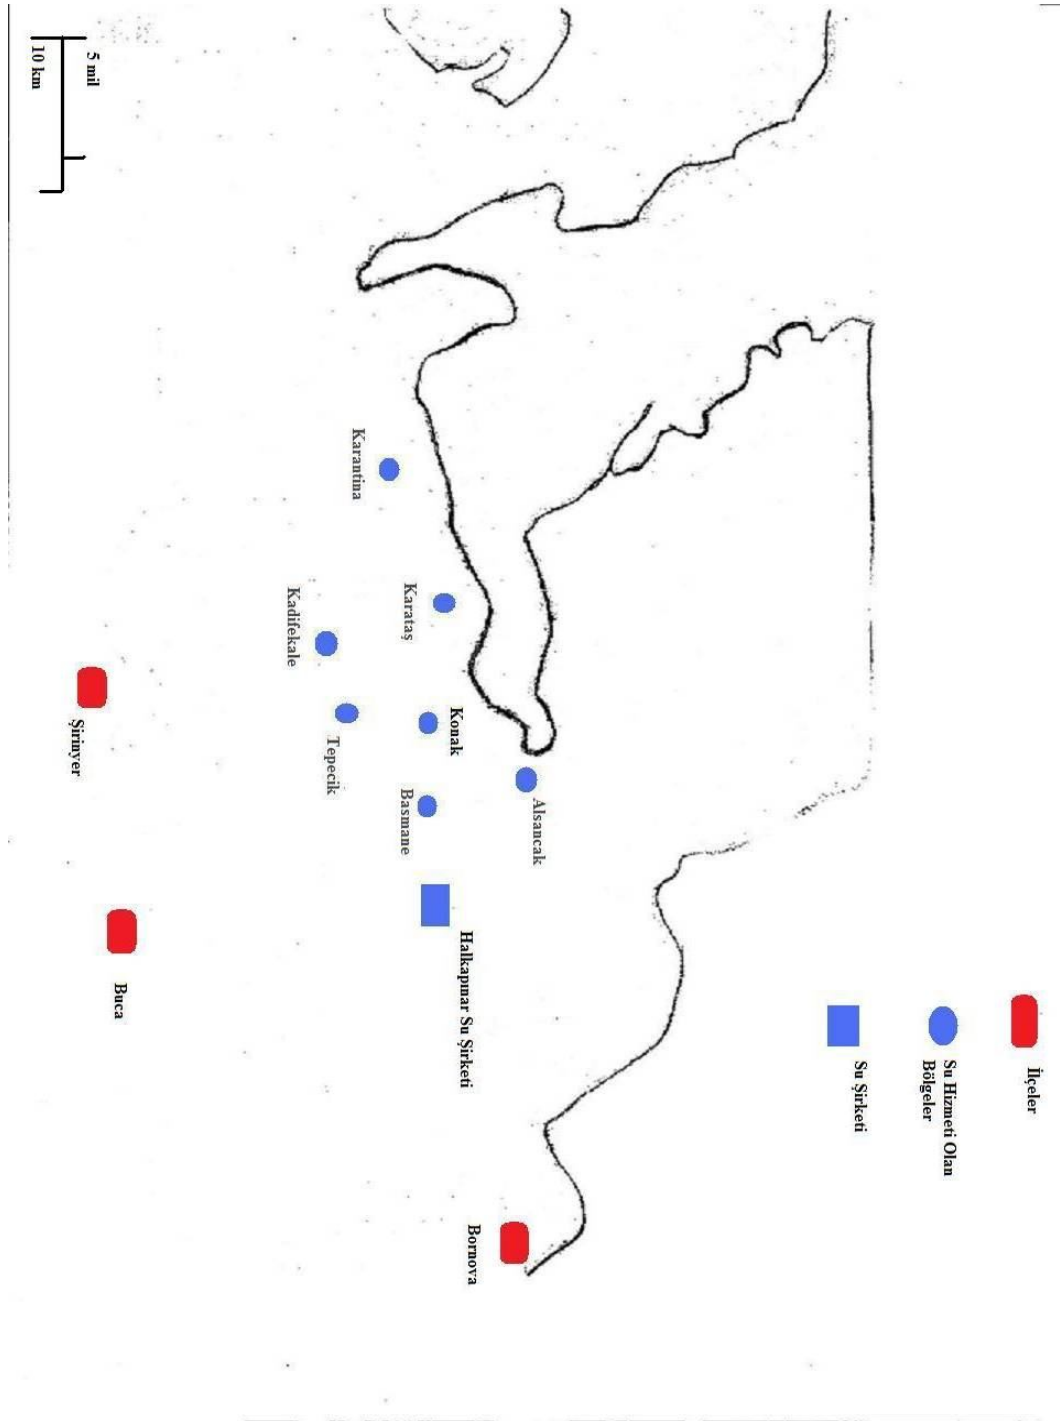 İlçeler
Su Hizmeti Olan
Bölgeler
Su Şirketi
Alsancak
Halkapınar Su Şirketi
Bornova
Konak
Karataş
Basmane
Karantina
Tepecik
Kadifekale
Buca
Şirinyer
5 mil
10 km